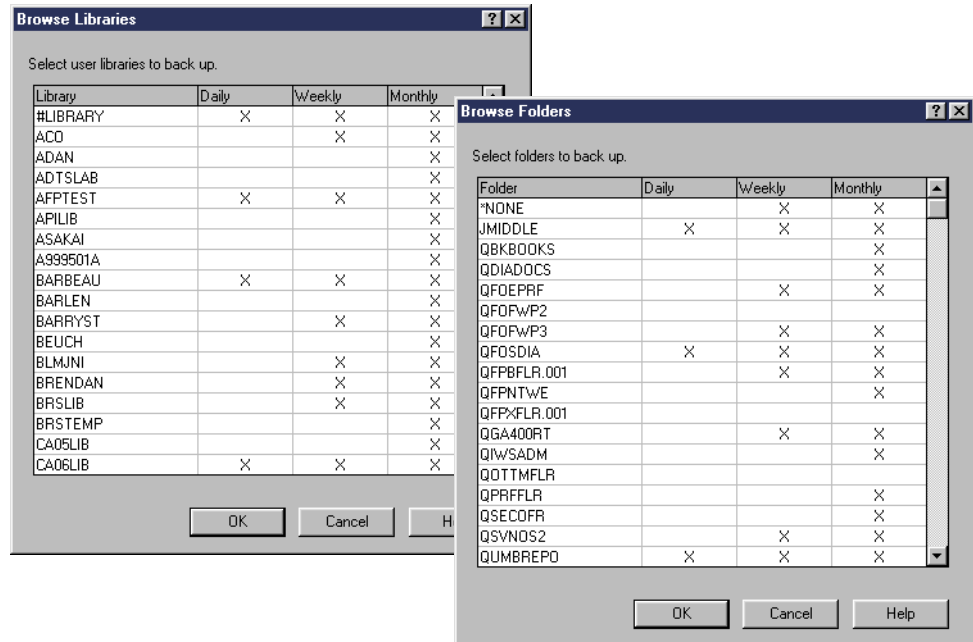 Browse Libraries
Select user libraries to back up.
Library Daily Weekly Monthly
#LIBRARY X X X
ACO X X
ADAN X
ADTSLAB X
AFPTEST X X X
APILIB X
ASAKAI X
A999501A X
BARBEAU X X X
BARLEN X
BARRYST X X
BEUCH X
BLMJNI X X
BRENDAN X X
BRSLIB X X
BRSTEMP X
CA05LIB X
CA06LIB X X X
OK Cancel H
Browse Folders
Select folders to back up.
Folder Daily Weekly Monthly
*NONE X X
JMIDDLE X X X
QBKBOOKS X
QDIADOCS X
QFOEPRF X X
QFOFWP2
QFOFWP3 X X
QFOSDIA X X X
QFPBFLR.001 X X
QFPNTWE X
QFPXFLR.001
QGA400RT X X
QIWSADM X
QOTTMFLR
QPRFFLR X
QSECOFR X
QSVNOS2 X X
QUMBREPO X X X
OK Cancel Help